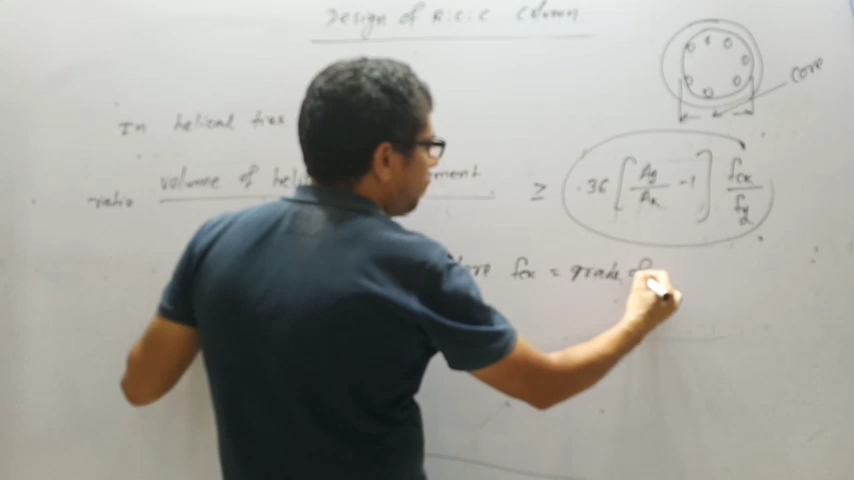 Design of R.C.C Column
core
In helical ties
ratio volume of hel ment ≥ .36 [Ag/Ak -1] fck/fy
fck = grade of